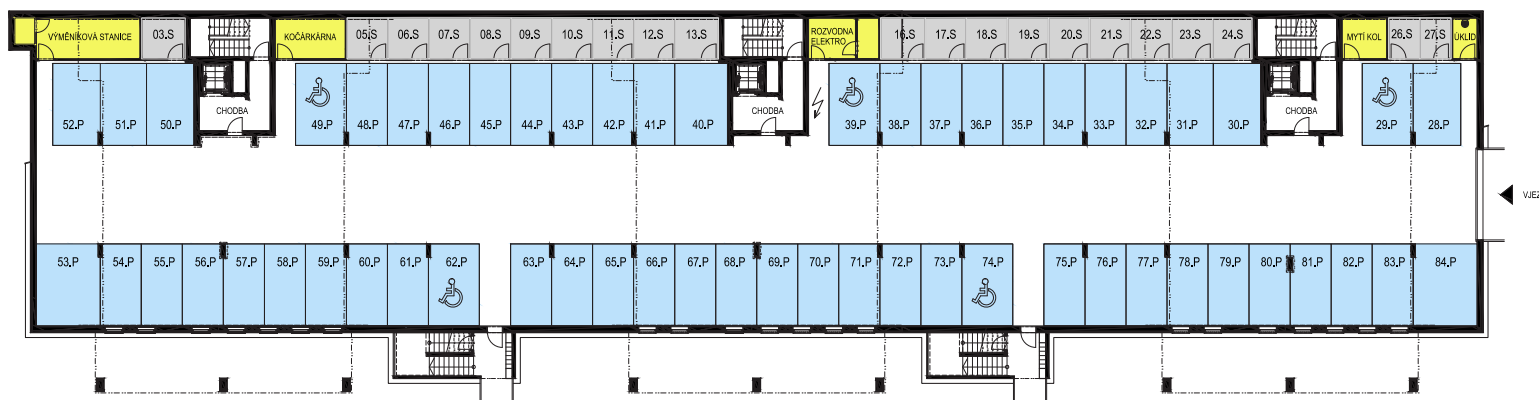 VÝMĚNÍKOVÁ STANICE
03.S
KOČÁRKÁRNA
05.S
06.S
07.S
08.S
09.S
10.S
11.S
12.S
13.S
ROZVODNA
ELEKTRO
16.S
17.S
18.S
19.S
20.S
21.S
22.S
23.S
24.S
MYTÍ KOL
26.S
27.S
ÚKLID
CHODBA
CHODBA
CHODBA
52.P
51.P
50.P
49.P
48.P
47.P
46.P
45.P
44.P
43.P
42.P
41.P
40.P
39.P
38.P
37.P
36.P
35.P
34.P
33.P
32.P
31.P
30.P
29.P
28.P
VJEZ
53.P
54.P
55.P
56.P
57.P
58.P
59.P
60.P
61.P
62.P
63.P
64.P
65.P
66.P
67.P
68.P
69.P
70.P
71.P
72.P
73.P
74.P
75.P
76.P
77.P
78.P
79.P
80.P
81.P
82.P
83.P
84.P